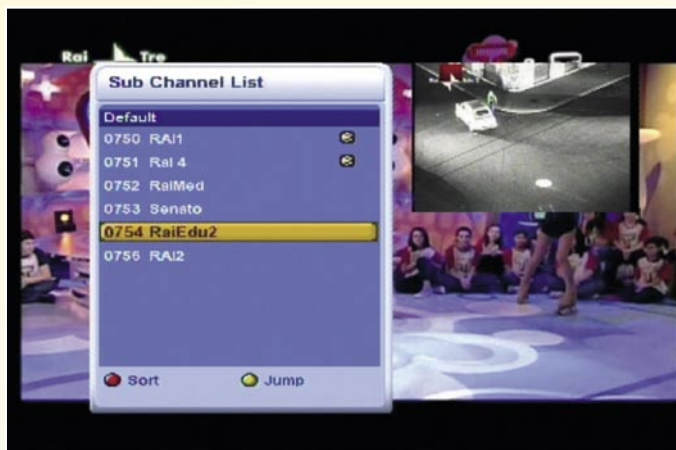 Rai Tre
Sub Channel List
Default
0750 RAI1
0751 Rai 4
0752 RaiMed
0753 Senato
0754 RaiEdu2
0756 RAI2
Sort Jump